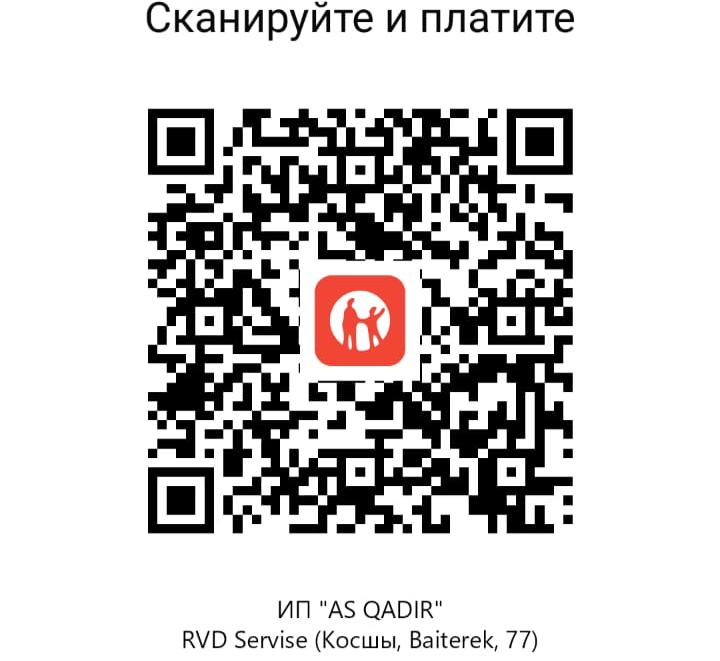 Сканируйте и платите
ИП "AS QADIR"
RVD Servise (Косшы, Baiterek, 77)